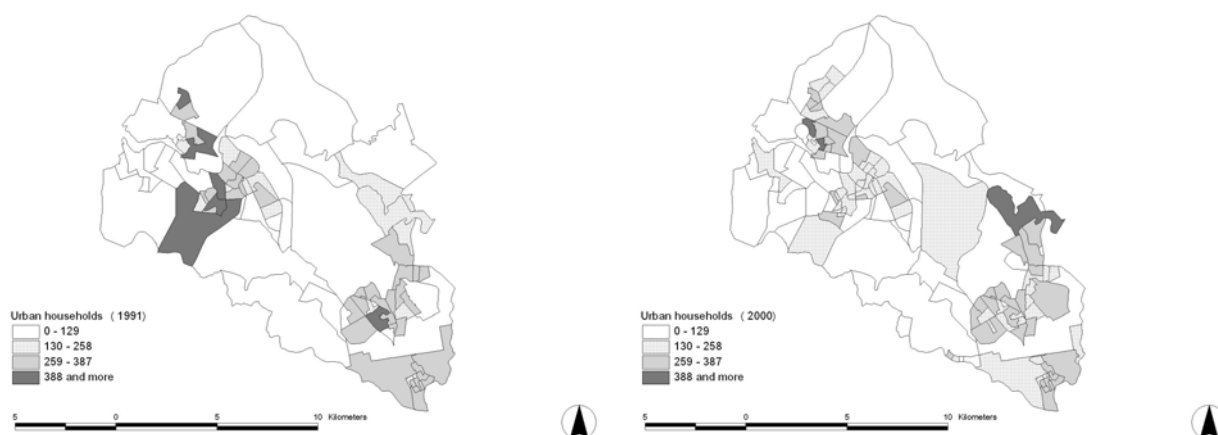 Urban households ( 1991)
0 - 129
130 - 258
259 - 387
388 and more
5 0 5 10 Kilometers
Urban households ( 2000)
0 - 129
130 - 258
259 - 387
388 and more
5 0 5 10 Kilometers